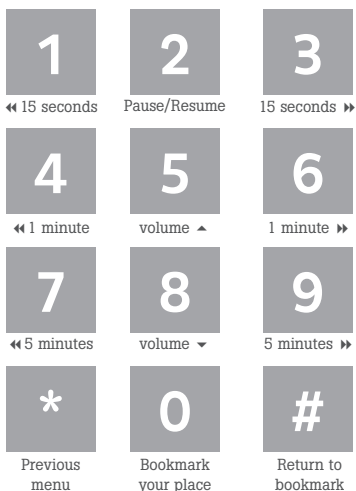 1 2 3
⏪ 15 seconds Pause/Resume 15 seconds ⏩
4 5 6
⏪ 1 minute volume ▲ 1 minute ⏩
7 8 9
⏪ 5 minutes volume ▼ 5 minutes ⏩
* 0 #
Previous Bookmark Return to
menu your place bookmark